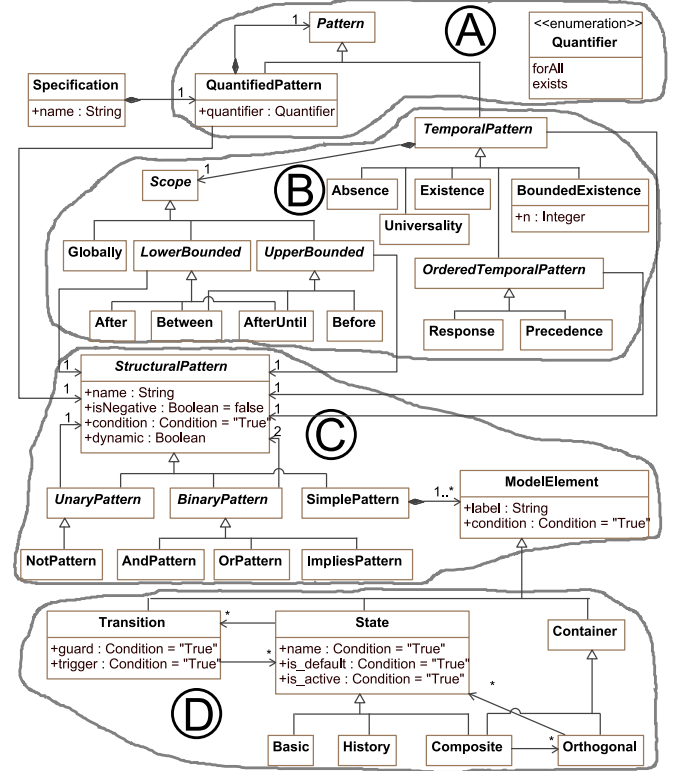 1
Pattern
A
<<enumeration>>
Quantifier
forAll
exists
Specification
+name : String
1
QuantifiedPattern
+quantifier : Quantifier
TemporalPattern
1
Scope
B
Absence
Existence
BoundedExistence
+n : Integer
Universality
Globally
LowerBounded
UpperBounded
OrderedTemporalPattern
After
Between
AfterUntil
Before
Response
Precedence
1
StructuralPattern
1
+name : String
1
1
+isNegative : Boolean = false
1
1
+condition : Condition = "True"
+dynamic : Boolean
2
C
UnaryPattern
BinaryPattern
SimplePattern
1..*
ModelElement
+label : String
+condition : Condition = "True"
NotPattern
AndPattern
OrPattern
ImpliesPattern
Transition
+guard : Condition = "True"
+trigger : Condition = "True"
*
*
State
+name : Condition = "True"
+is_default : Condition = "True"
+is_active : Condition = "True"
Container
*
D
Basic
History
Composite
*
Orthogonal